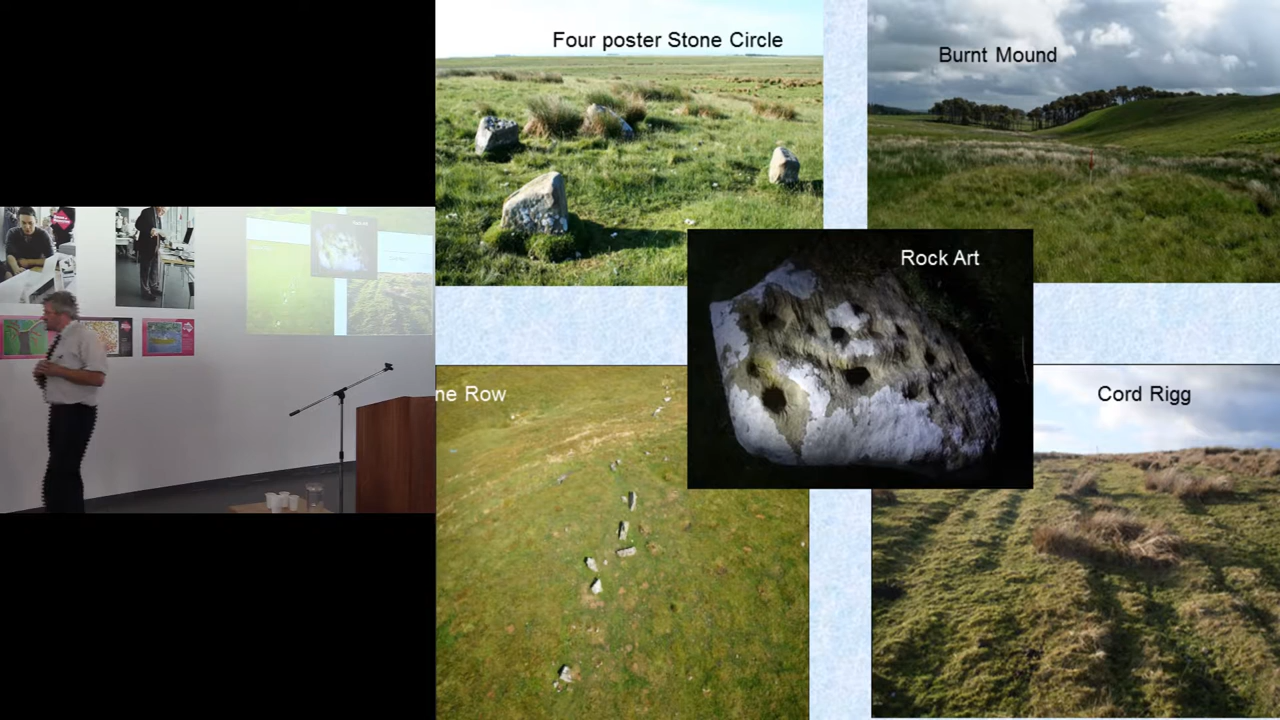 Four poster Stone Circle
Burnt Mound
Rock Art
ne Row
Cord Rigg